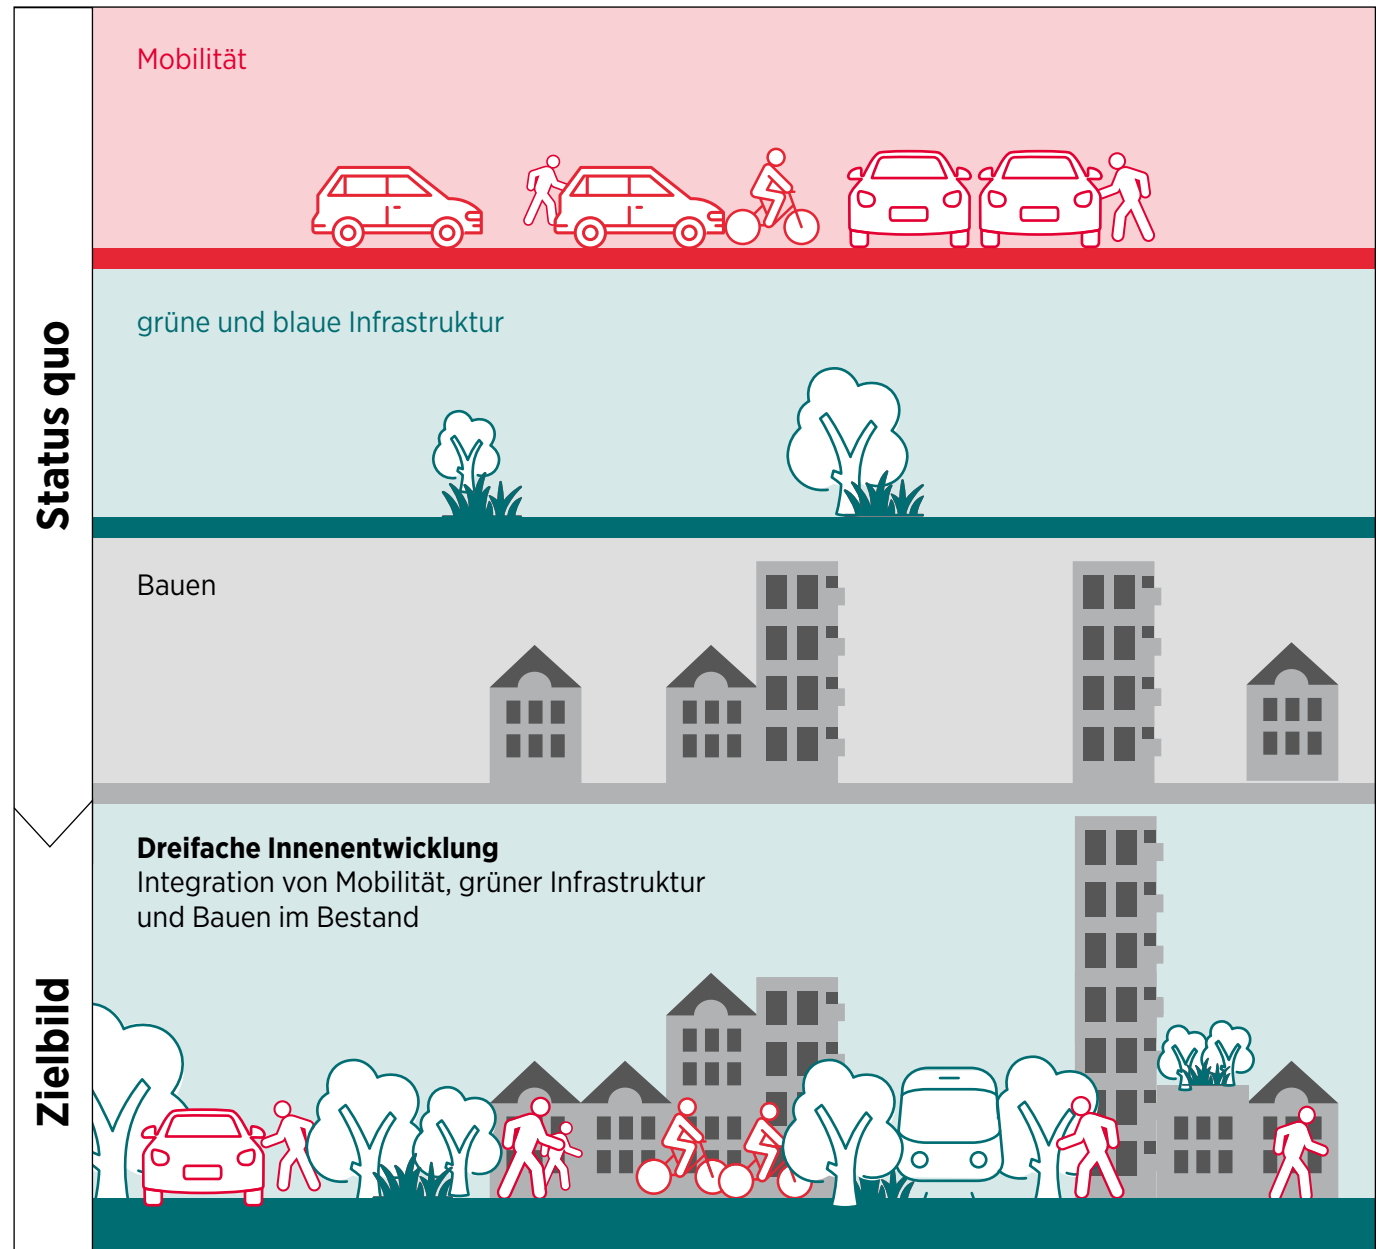 Status quo
Mobilität
grüne und blaue Infrastruktur
Bauen
Zielbild
Dreifache Innenentwicklung
Integration von Mobilität, grüner Infrastruktur
und Bauen im Bestand